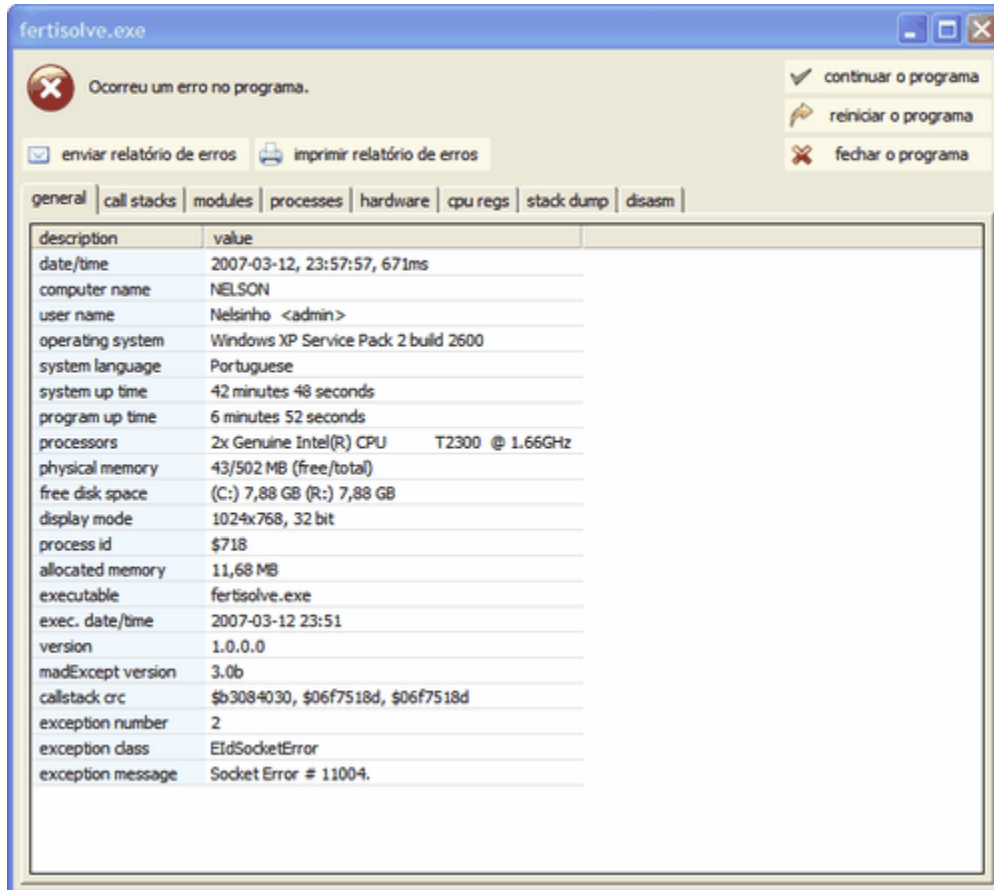 fertisolve.exe
Ocorreu um erro no programa.
continuar o programa
reiniciar o programa
fechar o programa
enviar relatório de erros imprimir relatório de erros
general call stacks modules processes hardware cpu regs stack dump disasm
description value
date/time 2007-03-12, 23:57:57, 671ms
computer name NELSON
user name Nelsinho <admin>
operating system Windows XP Service Pack 2 build 2600
system language Portuguese
system up time 42 minutes 48 seconds
program up time 6 minutes 52 seconds
processors 2x Genuine Intel(R) CPU T2300 @ 1.66GHz
physical memory 43/502 MB (free/total)
free disk space (C:) 7,88 GB (R:) 7,88 GB
display mode 1024x768, 32 bit
process id $718
allocated memory 11,68 MB
executable fertisolve.exe
exec. date/time 2007-03-12 23:51
version 1.0.0.0
madExcept version 3.0b
callstack crc $b3084030, $06f7518d, $06f7518d
exception number 2
exception class EIdSocketError
exception message Socket Error # 11004.